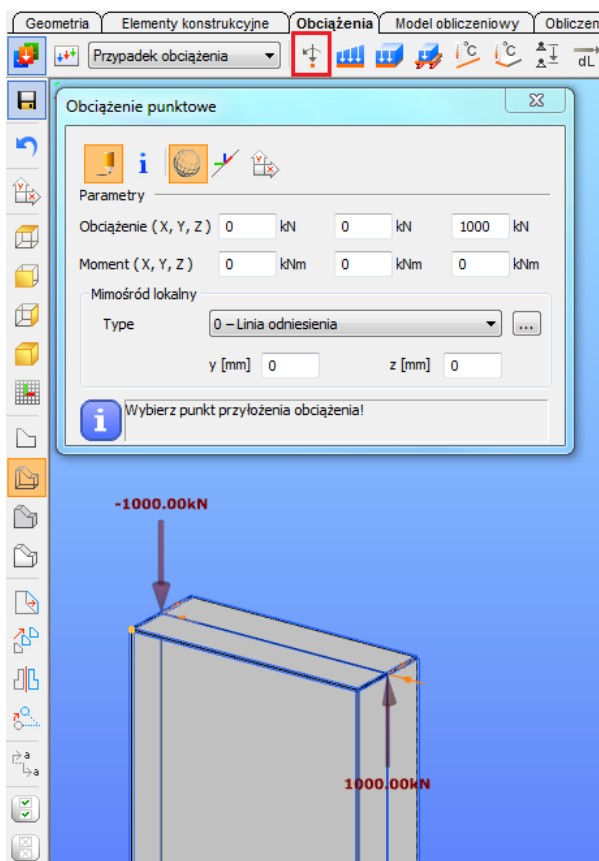 Geometria Elementy konstrukcyjne Obciążenia Model obliczeniowy Obliczen
Przypadek obciążenia °C °C dL
Obciążenie punktowe
Parametry
Obciążenie ( X, Y, Z ) 0 kN 0 kN 1000 kN
Moment ( X, Y, Z ) 0 kNm 0 kNm 0 kNm
Mimośród lokalny
Type 0 – Linia odniesienia ...
y [mm] 0 z [mm] 0
Wybierz punkt przyłożenia obciążenia!
-1000.00kN
1000.00kN
a
a